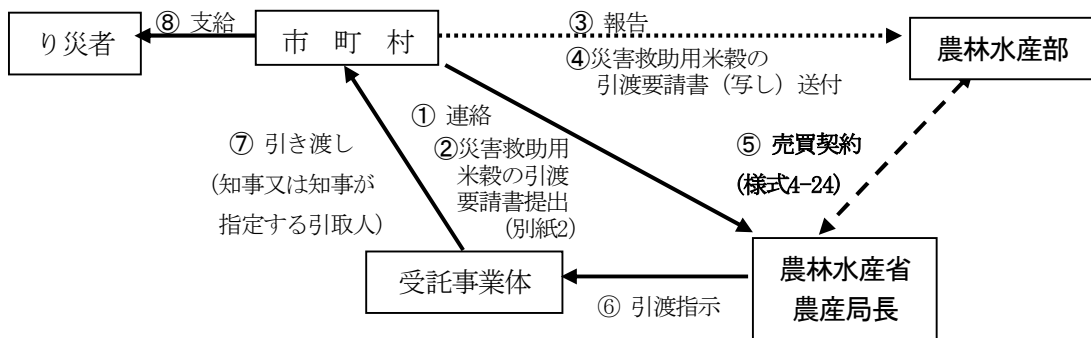 ⑧ 支給
り災者
市　町　村
③ 報告
農林水産部
④災害救助用米穀の
引渡要請書（写し）送付
① 連絡
②災害救助用
米穀の引渡
要請書提出
(別紙2)
⑦ 引き渡し
(知事又は知事が
指定する引取人)
⑤ 売買契約
(様式4-24)
受託事業体
⑥ 引渡指示
農林水産省
農産局長